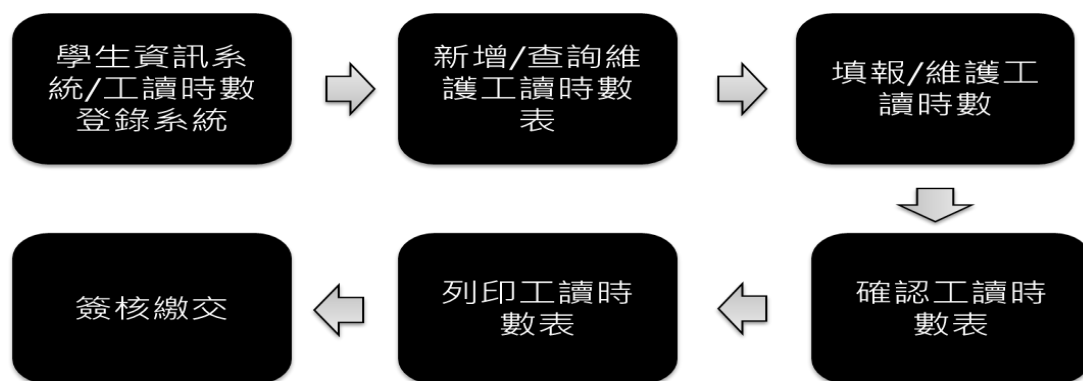 學生資訊系
統/工讀時數
登錄系統
新增/查詢維
護工讀時數
表
填報/維護工
讀時數
確認工讀時
數表
列印工讀時
數表
簽核繳交